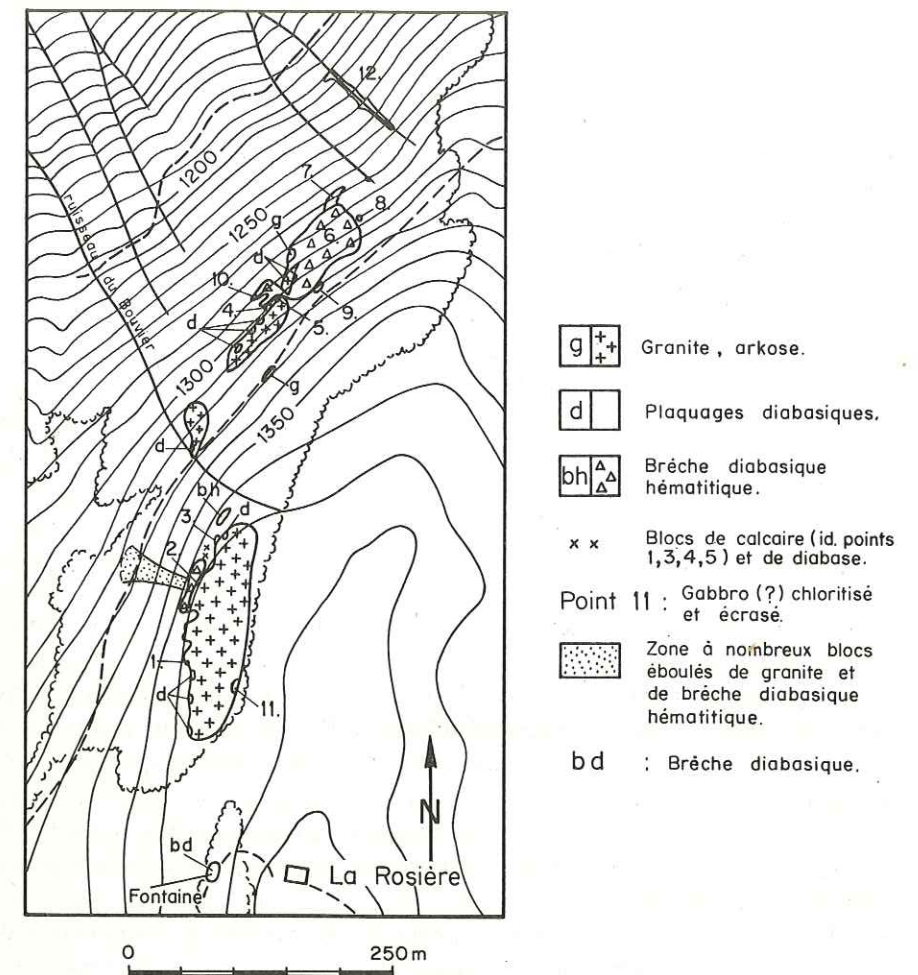 12.
1200
7.
8.
g
1250
6.
d
ruisseau du Bouvier
10.
4.
9.
d
5.
1300
g
1350
d
bh
d
3
2
1.
d
11.
N
bd
La Rosière
Fontaine
0 250 m
g Granite, arkose.
d Plaquages diabasiques.
bh Brèche diabasique
hématitique.
x x Blocs de calcaire (id. points
1,3,4,5) et de diabase.
Point 11 : Gabbro (?) chloritisé
et écrasé.
Zone à nombreux blocs
éboulés de granite et
de brèche diabasique
hématitique.
bd : Brèche diabasique.